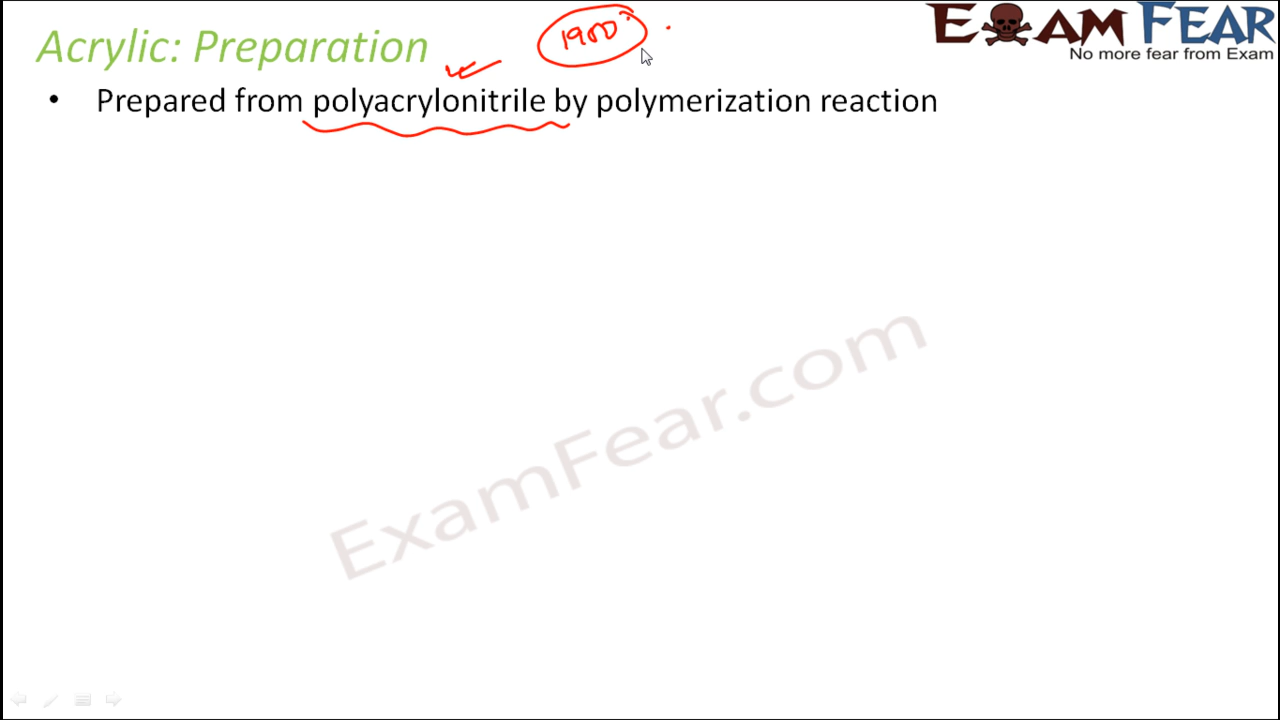 Acrylic: Preparation
1900
EXAM FEAR
No more fear from Exam
• Prepared from polyacrylonitrile by polymerization reaction
ExamFear.com